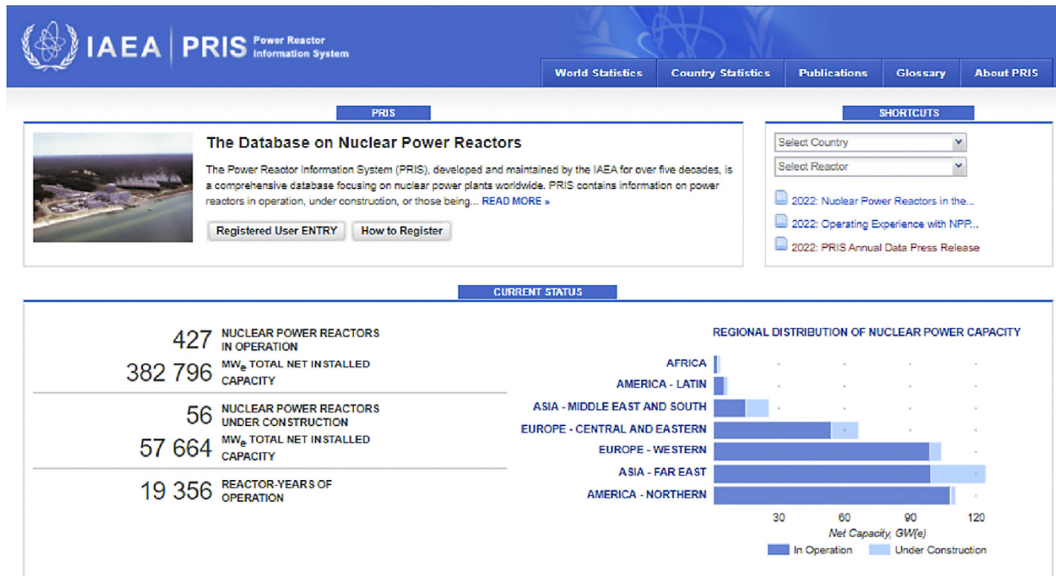 IAEA PRIS Power Reactor
Information System
World Statistics Country Statistics Publications Glossary About PRIS
PRIS
The Database on Nuclear Power Reactors
The Power Reactor Information System (PRIS), developed and maintained by the IAEA for over five decades, is
a comprehensive database focusing on nuclear power plants worldwide. PRIS contains information on power
reactors in operation, under construction, or those being... READ MORE »
Registered User ENTRY How to Register
SHORTCUTS
Select Country
Select Reactor
2022: Nuclear Power Reactors in the...
2022: Operating Experience with NPP...
2022: PRIS Annual Data Press Release
CURRENT STATUS
427 NUCLEAR POWER REACTORS
IN OPERATION
382 796 MWe TOTAL NET INSTALLED
CAPACITY
56 NUCLEAR POWER REACTORS
UNDER CONSTRUCTION
57 664 MWe TOTAL NET INSTALLED
CAPACITY
19 356 REACTOR-YEARS OF
OPERATION
REGIONAL DISTRIBUTION OF NUCLEAR POWER CAPACITY
AFRICA
AMERICA - LATIN
ASIA - MIDDLE EAST AND SOUTH
EUROPE - CENTRAL AND EASTERN
EUROPE - WESTERN
ASIA - FAR EAST
AMERICA - NORTHERN
30 60 90 120
Net Capacity, GW(e)
In Operation Under Construction